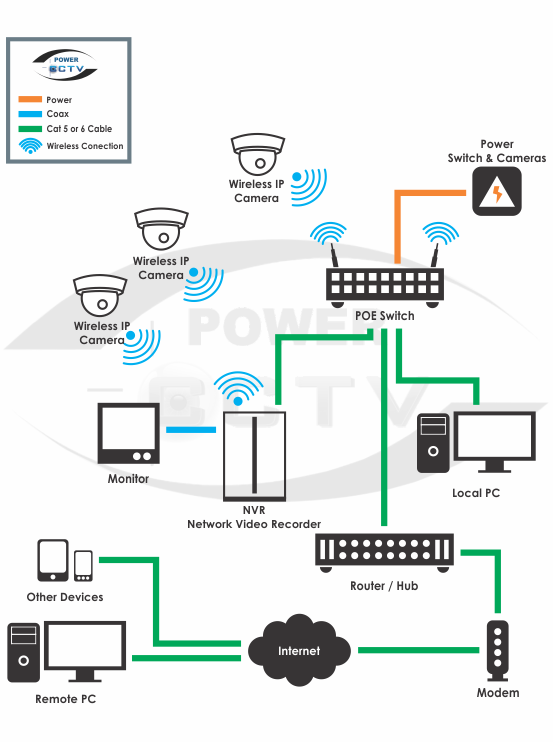 POWER
CCTV
Power
Coax
Cat 5 or 6 Cable
Wireless Conection
Power
Switch & Cameras
Wireless IP
Camera
Wireless IP
Camera
Wireless IP
Camera
POE Switch
POWER
CCTV
Monitor
NVR
Network Video Recorder
Local PC
Other Devices
Router / Hub
Internet
Remote PC
Modem